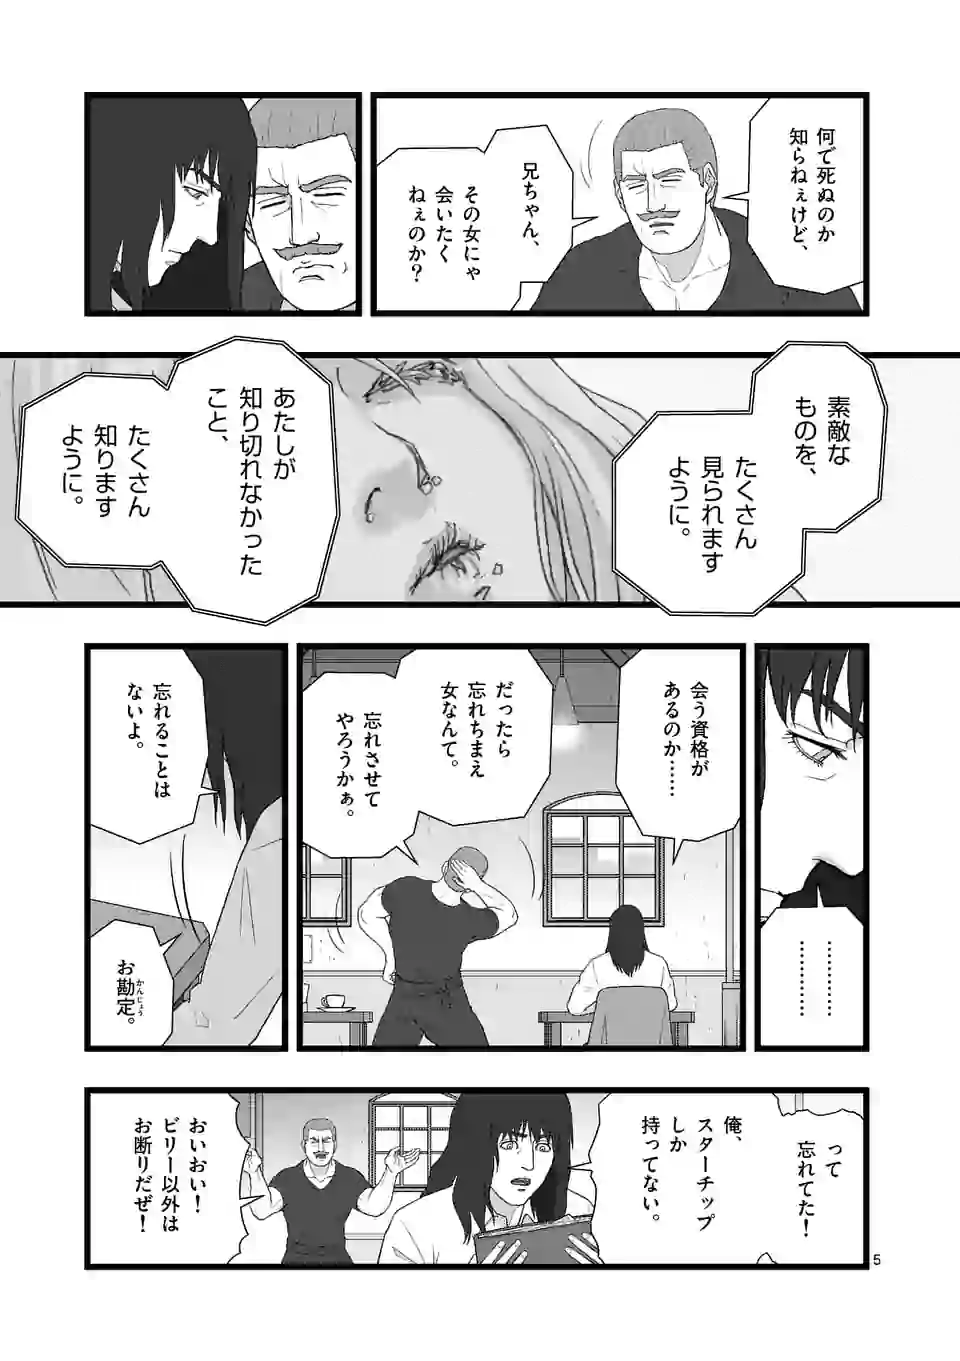 何で死ぬのか
知らねぇけど、
兄ちゃん、
その女にゃ
会いたく
ねぇのか?
素敵な
ものを、
たくさん
見られます
ように。
あたしが
知り切れなかった
こと、
たくさん
知ります
ように。
…………
…………
会う資格が
あるのか……
だったら
忘れちまえ
女なんて。
忘れさせて
やろうかぁ。
忘れることは
ないよ。
お勘定。
かんじょう
って
忘れてた!
俺、
スターチップ
しか
持ってない。
おいおい!
ビリー以外は
お断りだぜ!
5